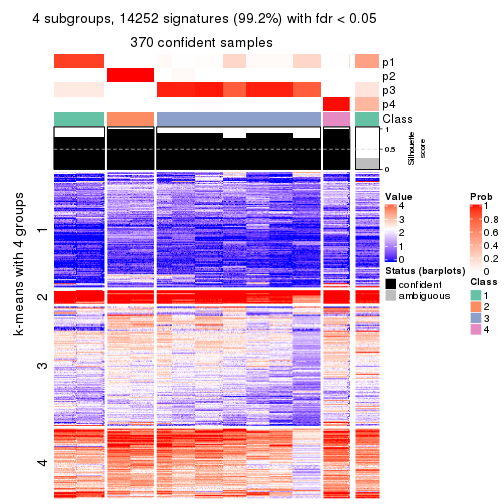 4 subgroups, 14252 signatures (99.2%) with fdr < 0.05
370 confident samples
p1
p2
p3
p4
Class
1
0.5
0
Silhouette
score
k-means with 4 groups
1
2
3
4
Value
4
3
2
1
0
Status (barplots)
confident
ambiguous
Prob
1
0.8
0.6
0.4
0.2
0
Class
1
2
3
4